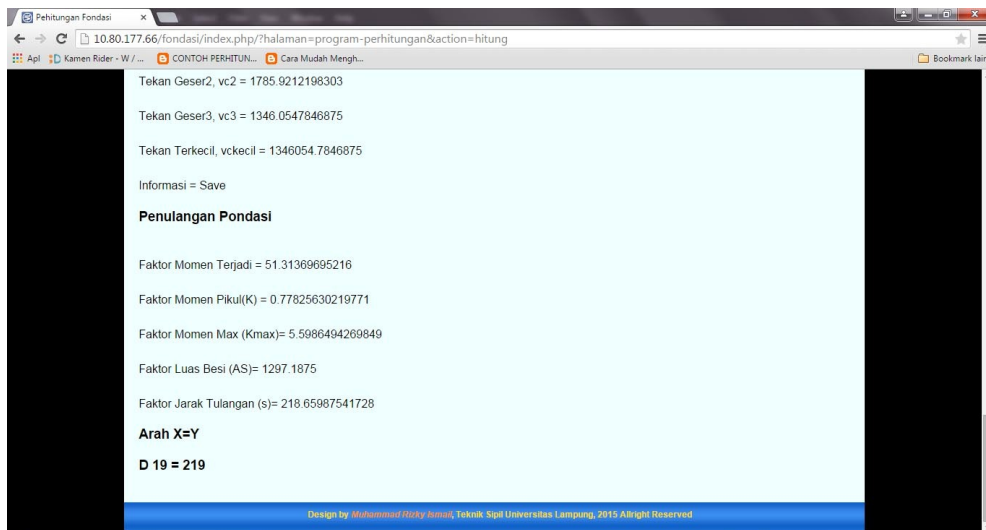 Pehitungan Fondasi
10.80.177.66/fondasi/index.php/?halaman=program-perhitungan&action=hitung
Apl Kamen Rider - W / ... CONTOH PERHITUN... Cara Mudah Mengh... Bookmark lain
Tekan Geser2, vc2 = 1785.9212198303
Tekan Geser3, vc3 = 1346.0547846875
Tekan Terkecil, vckecil = 1346054.7846875
Informasi = Save
Penulangan Pondasi
Faktor Momen Terjadi = 51.31369695216
Faktor Momen Pikul(K) = 0.77825630219771
Faktor Momen Max (Kmax)= 5.5986494269849
Faktor Luas Besi (AS)= 1297.1875
Faktor Jarak Tulangan (s)= 218.65987541728
Arah X=Y
D 19 = 219
Design by Muhammad Rizky Ismail, Teknik Sipil Universitas Lampung, 2015 Allright Reserved